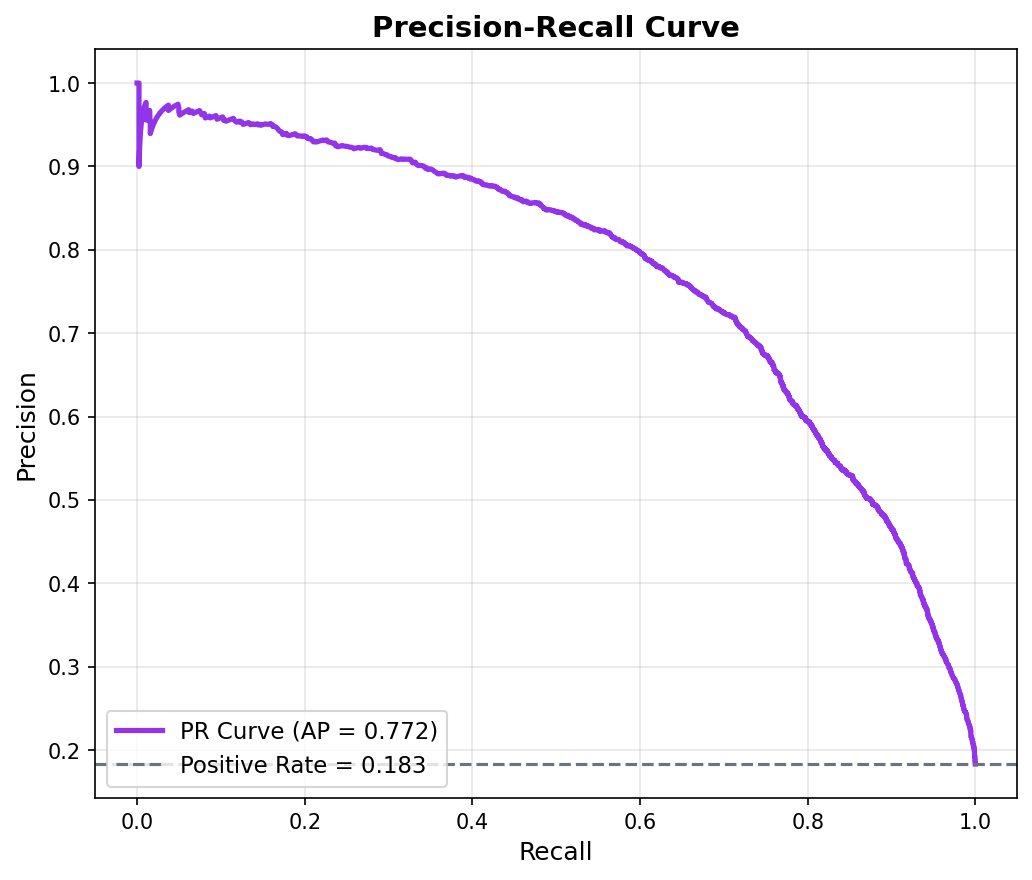 Precision-Recall Curve
Precision
1.0
0.9
0.8
0.7
0.6
0.5
0.4
0.3
0.2
PR Curve (AP = 0.772)
Positive Rate = 0.183
0.0 0.2 0.4 0.6 0.8 1.0
Recall